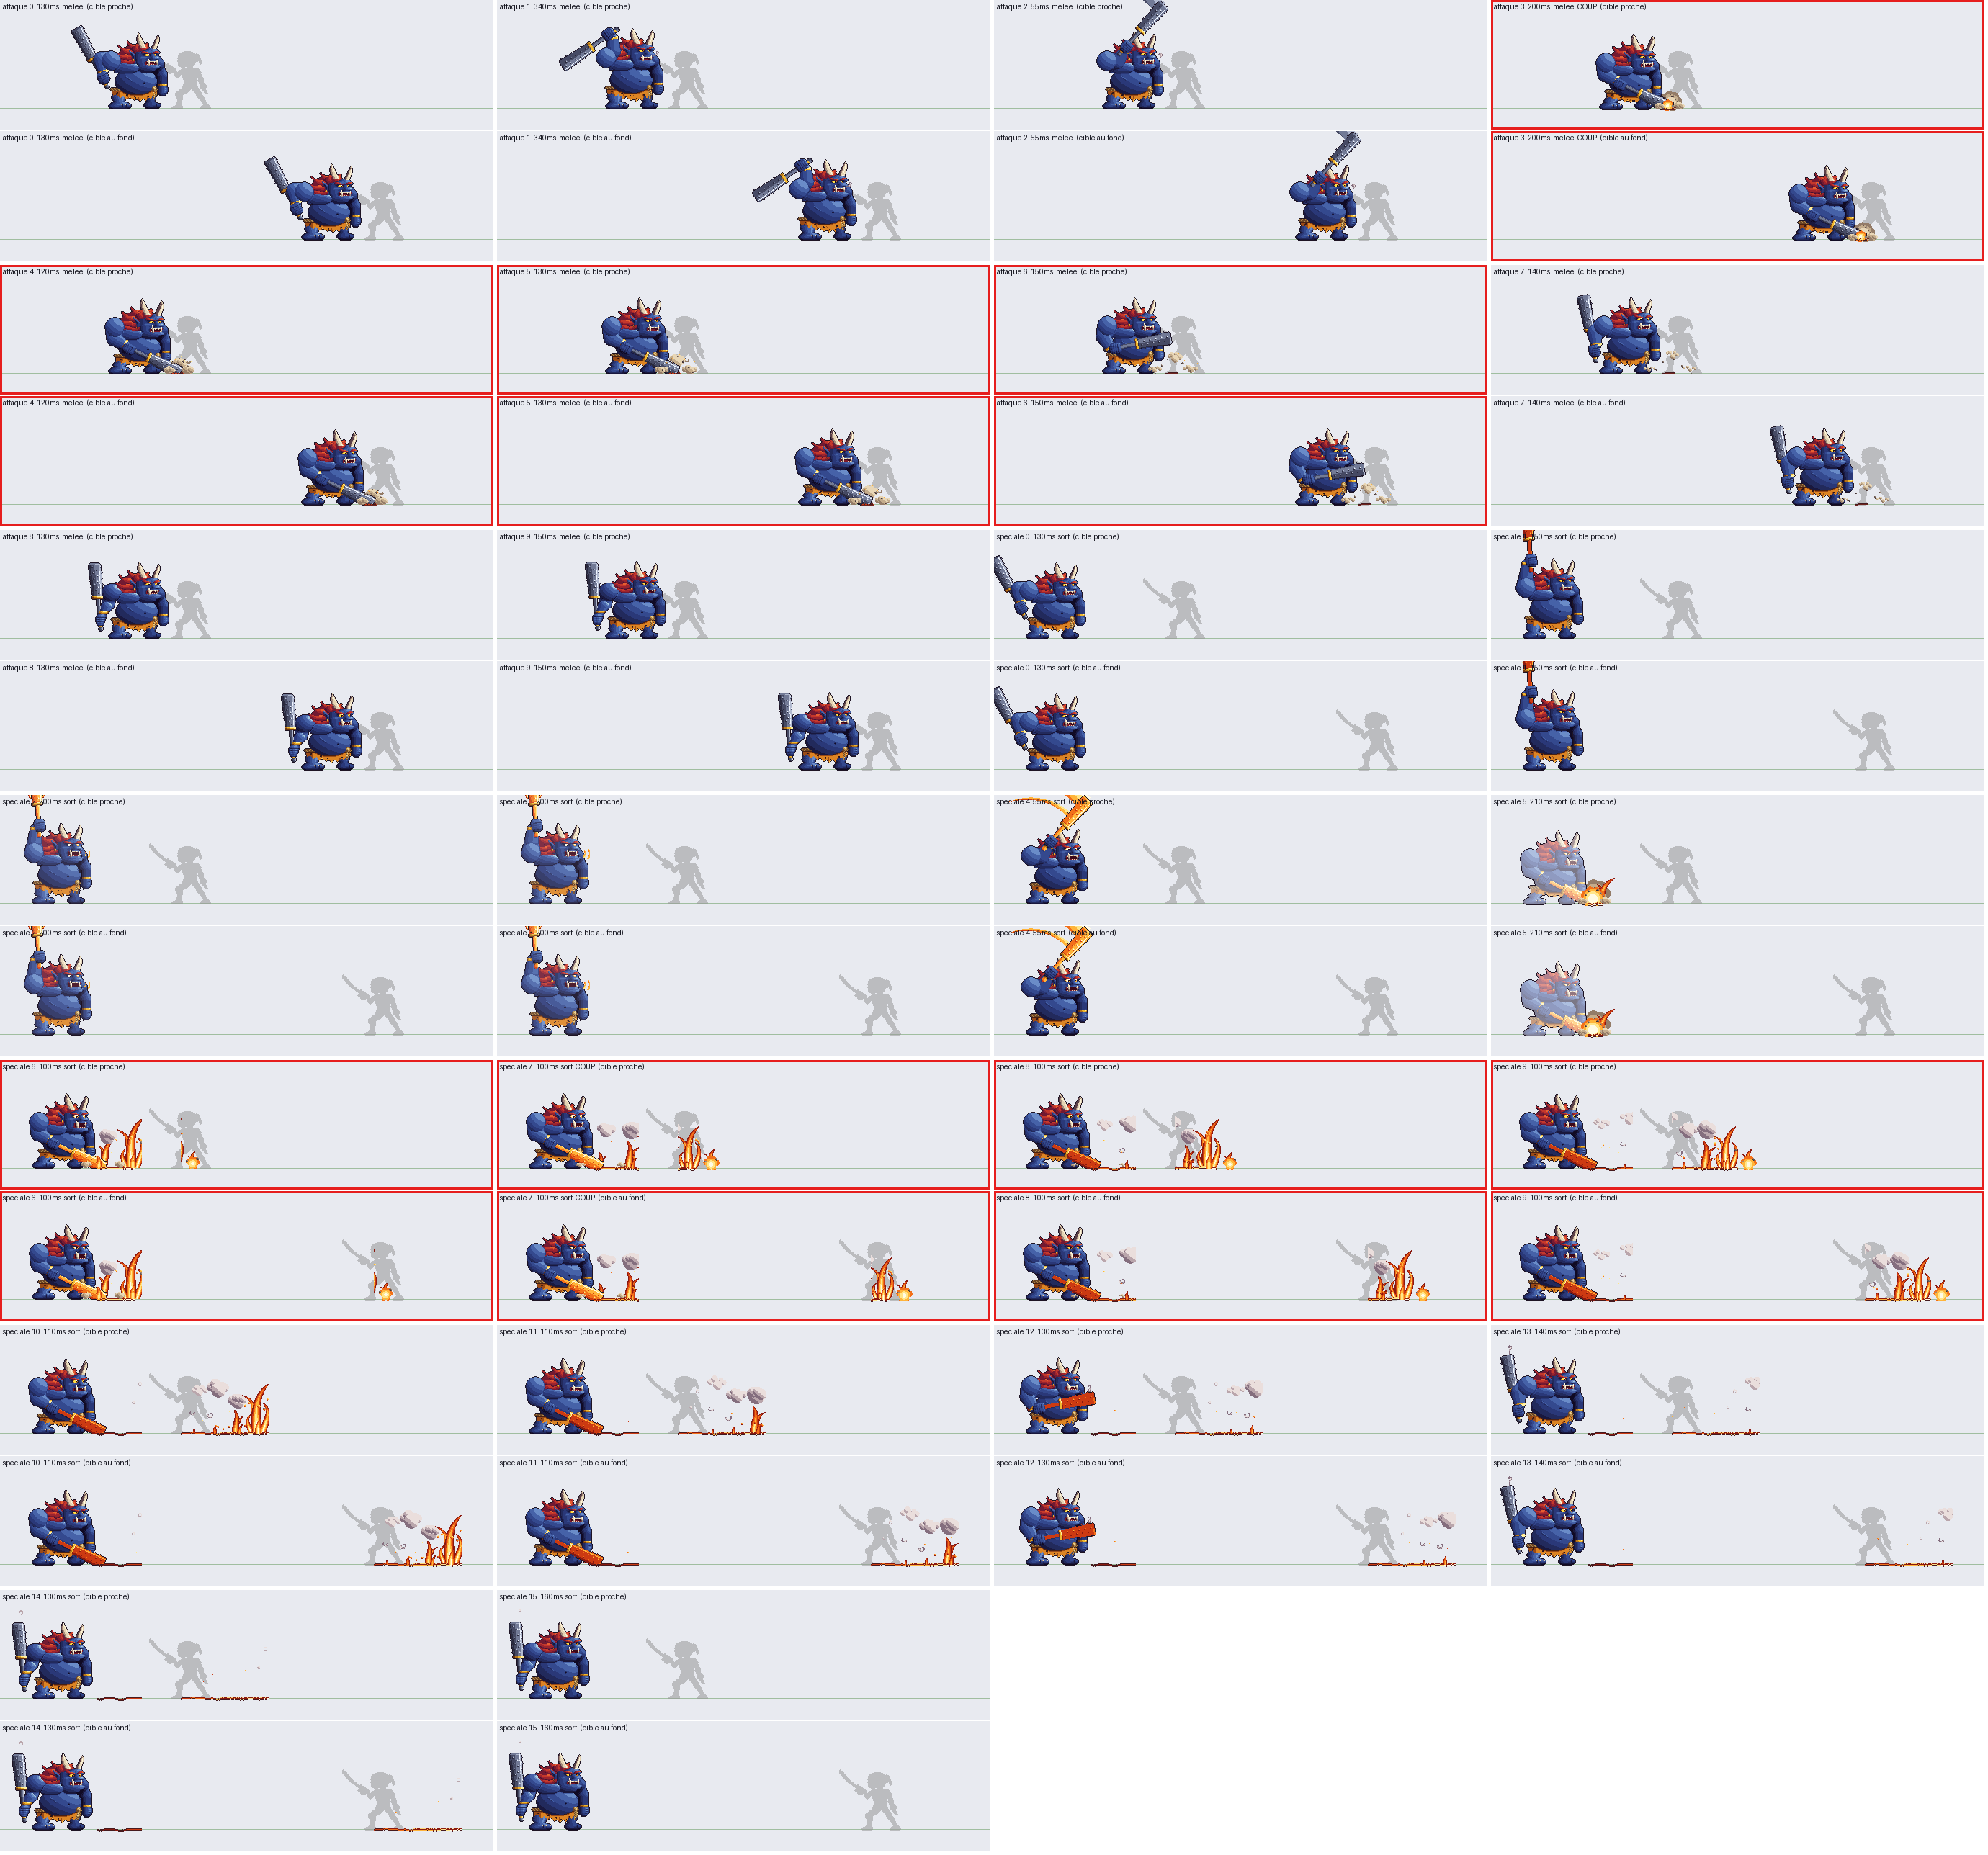 attaque 0 130ms melee (cible proche)
attaque 1 340ms melee (cible proche)
attaque 2 55ms melee (cible proche)
attaque 3 200ms melee COUP (cible proche)
attaque 0 130ms melee (cible au fond)
attaque 1 340ms melee (cible au fond)
attaque 2 55ms melee (cible au fond)
attaque 3 200ms melee COUP (cible au fond)
attaque 4 120ms melee (cible proche)
attaque 5 130ms melee (cible proche)
attaque 6 150ms melee (cible proche)
attaque 7 140ms melee (cible proche)
attaque 4 120ms melee (cible au fond)
attaque 5 130ms melee (cible au fond)
attaque 6 150ms melee (cible au fond)
attaque 7 140ms melee (cible au fond)
attaque 8 130ms melee (cible proche)
attaque 9 150ms melee (cible proche)
speciale 0 130ms sort (cible proche)
speciale sort (cible proche)
attaque 8 130ms melee (cible au fond)
attaque 9 150ms melee (cible au fond)
speciale 0 130ms sort (cible au fond)
speciale sort (cible au fond)
speciale sort (cible proche)
speciale sort (cible proche)
speciale 4 55ms sort (cible proche)
speciale 5 210ms sort (cible proche)
speciale sort (cible au fond)
speciale sort (cible au fond)
speciale 4 55ms sort (cible au fond)
speciale 5 210ms sort (cible au fond)
speciale 6 100ms sort (cible proche)
speciale 7 100ms sort COUP (cible proche)
speciale 8 100ms sort (cible proche)
speciale 9 100ms sort (cible proche)
speciale 6 100ms sort (cible au fond)
speciale 7 100ms sort COUP (cible au fond)
speciale 8 100ms sort (cible au fond)
speciale 9 100ms sort (cible au fond)
speciale 10 110ms sort (cible proche)
speciale 11 110ms sort (cible proche)
speciale 12 130ms sort (cible proche)
speciale 13 140ms sort (cible proche)
speciale 10 110ms sort (cible au fond)
speciale 11 110ms sort (cible au fond)
speciale 12 130ms sort (cible au fond)
speciale 13 140ms sort (cible au fond)
speciale 14 130ms sort (cible proche)
speciale 15 160ms sort (cible proche)
speciale 14 130ms sort (cible au fond)
speciale 15 160ms sort (cible au fond)